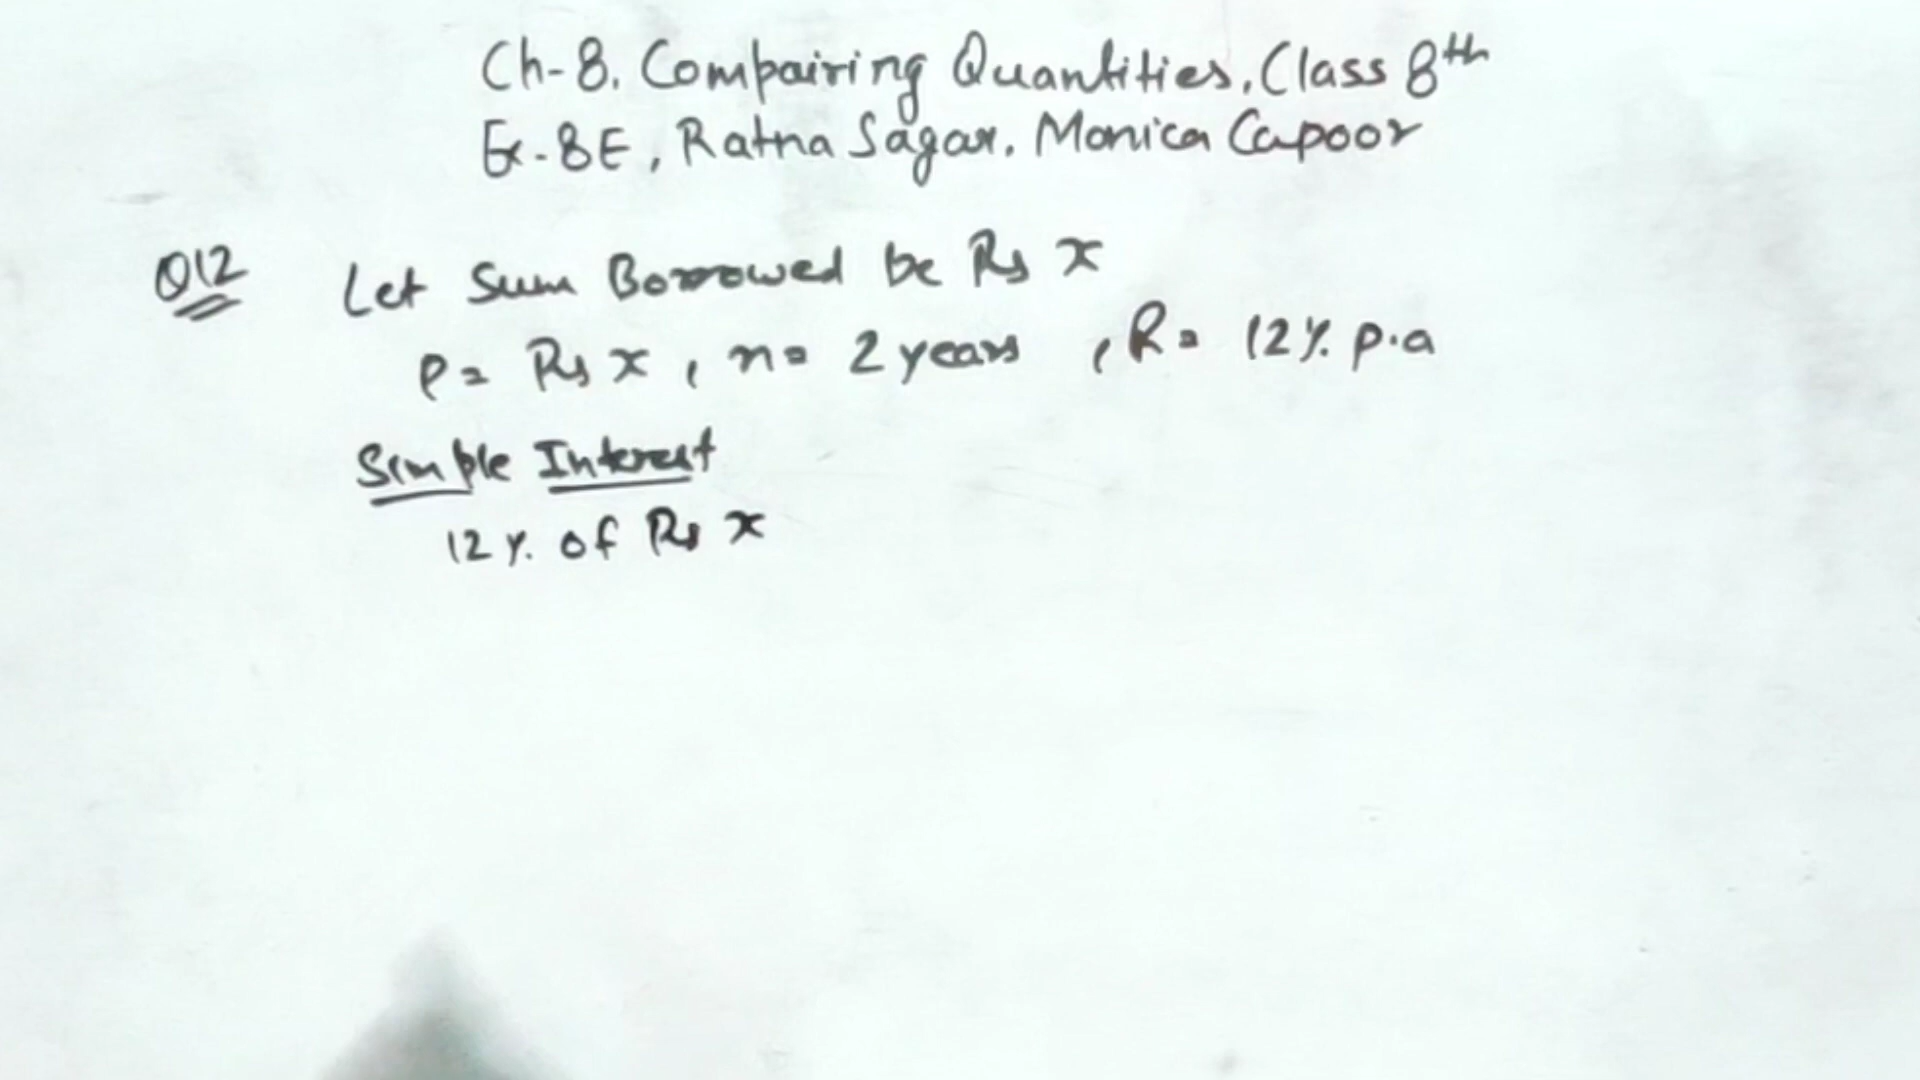 Ch-8. Compairing Quantities. Class 8th
Ex-8E, Ratna Sagar. Monica Capoor
Q12 Let Sum Borrowed be Rs x
P= Rs x, n= 2 years, R= 12% p.a
Simple Interest
12% of Rs x